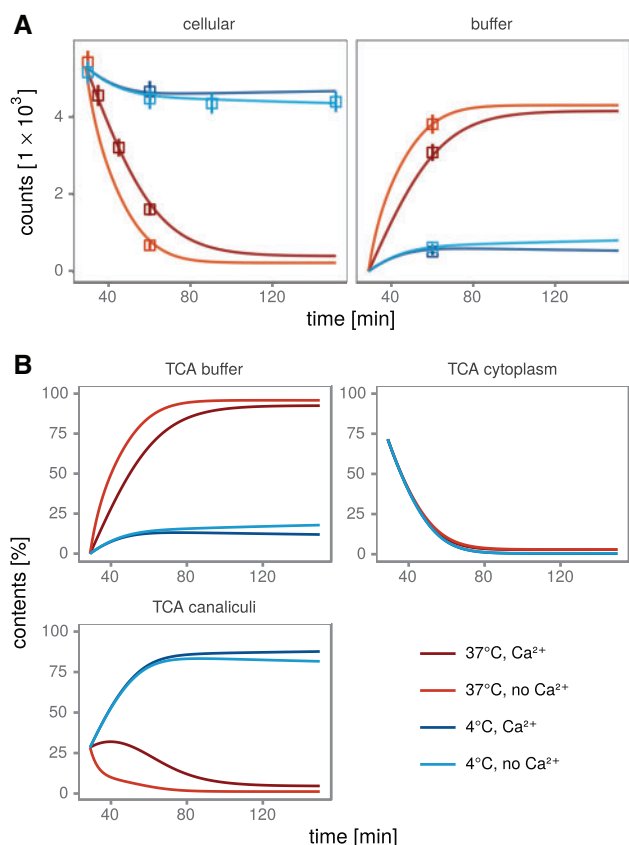 A
cellular
buffer
counts [1 × 10³]
4
2
0
40
80
120
40
80
120
time [min]
B
TCA buffer
TCA cytoplasm
contents [%]
100
75
50
25
0
40
80
120
100
75
50
25
0
40
80
120
TCA canaliculi
100
75
50
25
0
40
80
120
time [min]
37°C, Ca²⁺
37°C, no Ca²⁺
4°C, Ca²⁺
4°C, no Ca²⁺